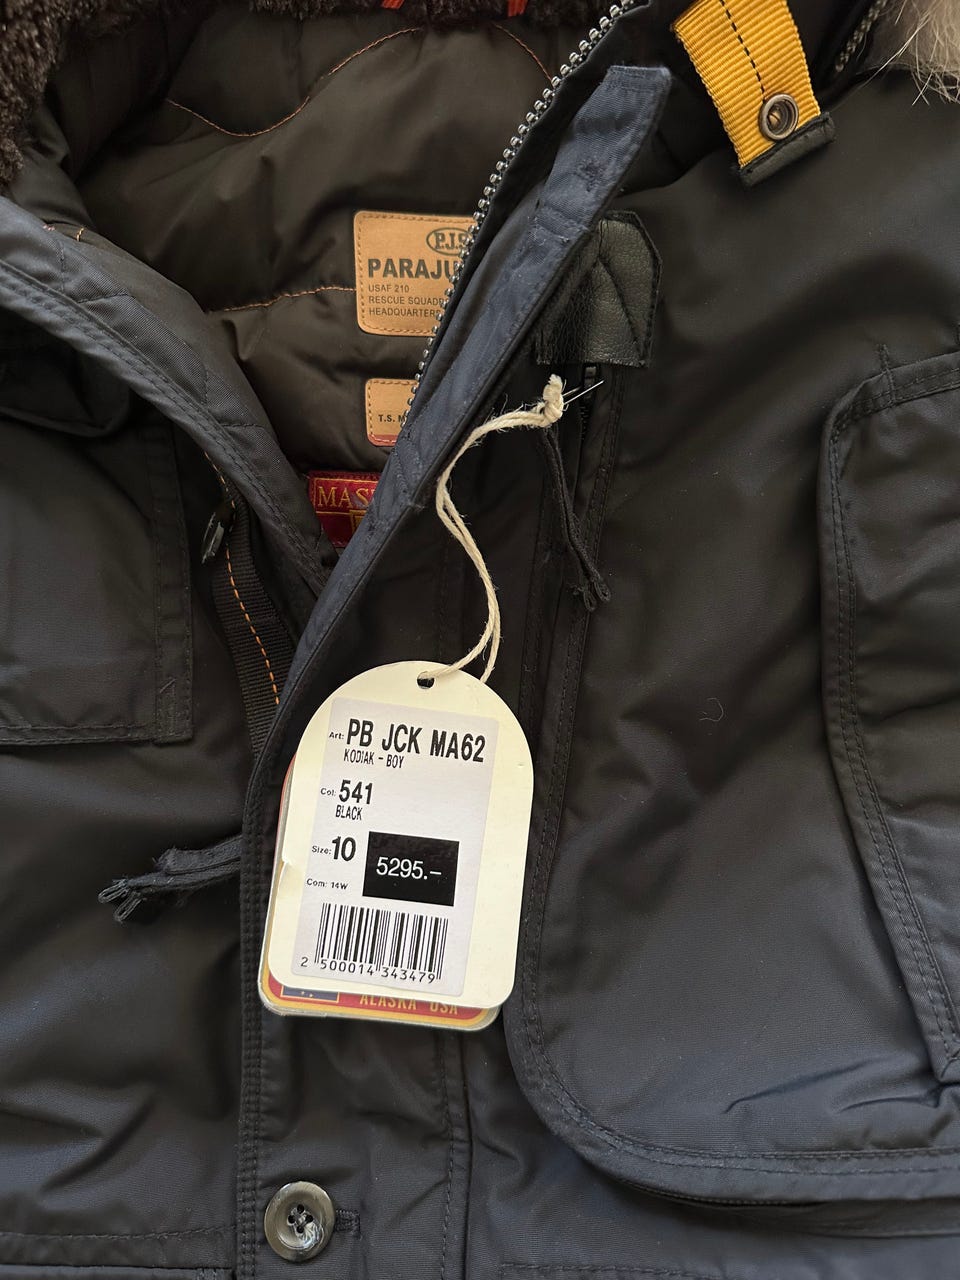 P.J.S
PARAJU
USAF 210
RESCUE SQUADR
HEADQUARTERS
T.S. M
MAS
Art: PB JCK MA62
KODIAK - BOY
Col: 541
BLACK
Size: 10
5295.–
Com: 14W
2 500014 343479
ALASKA USA